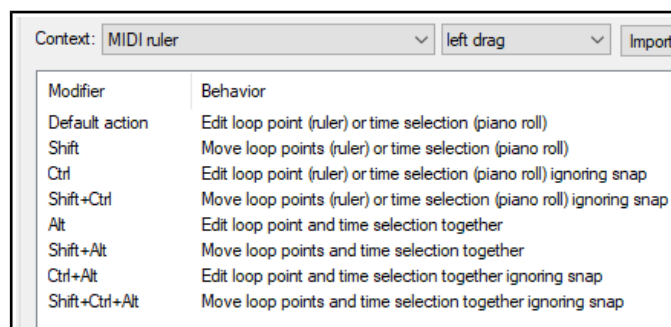 Context: MIDI ruler left drag Import
Modifier Behavior
Default action Edit loop point (ruler) or time selection (piano roll)
Shift Move loop points (ruler) or time selection (piano roll)
Ctrl Edit loop point (ruler) or time selection (piano roll) ignoring snap
Shift+Ctrl Move loop points (ruler) or time selection (piano roll) ignoring snap
Alt Edit loop point and time selection together
Shift+Alt Move loop points and time selection together
Ctrl+Alt Edit loop point and time selection together ignoring snap
Shift+Ctrl+Alt Move loop points and time selection together ignoring snap